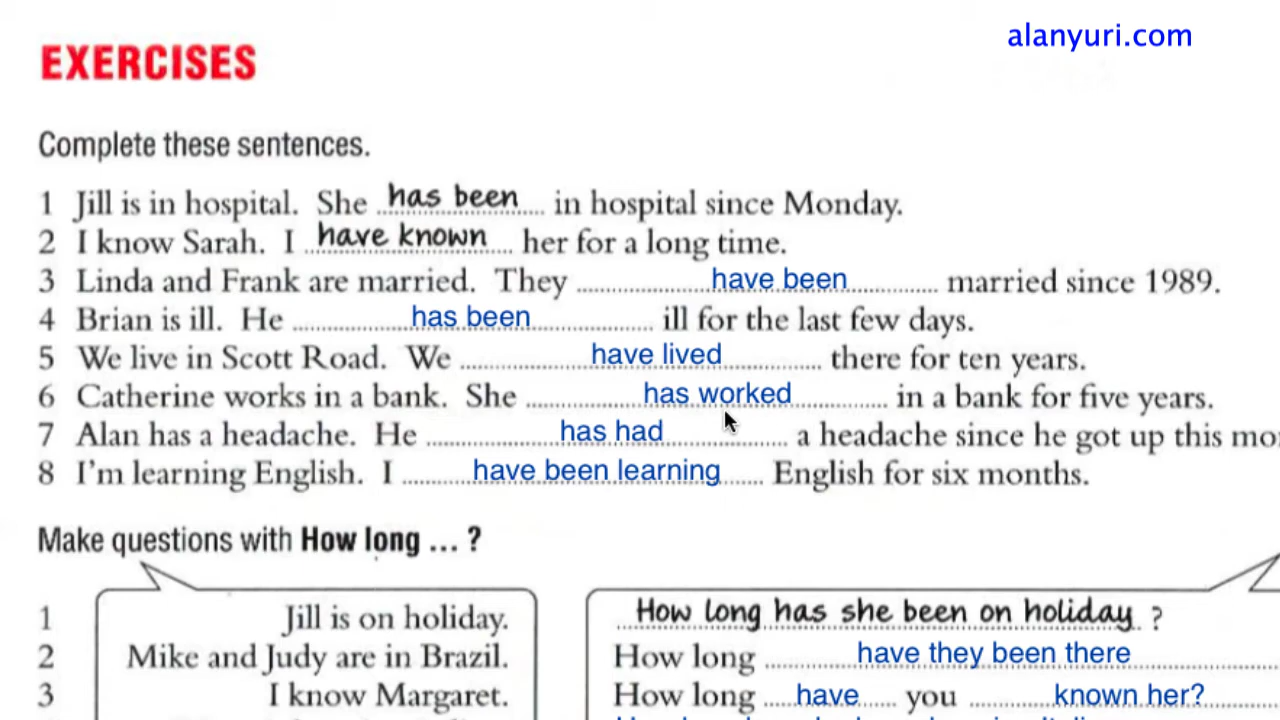 alanyuri.com
EXERCISES
Complete these sentences.
1 Jill is in hospital. She has been in hospital since Monday.
2 I know Sarah. I have known her for a long time.
3 Linda and Frank are married. They have been married since 1989.
4 Brian is ill. He has been ill for the last few days.
5 We live in Scott Road. We have lived there for ten years.
6 Catherine works in a bank. She has worked in a bank for five years.
7 Alan has a headache. He has had a headache since he got up this
8 I'm learning English. I have been learning English for six months.
Make questions with How long ... ?
1 Jill is on holiday. How long has she been on holiday ?
2 Mike and Judy are in Brazil. How long have they been there
3 I know Margaret. How long have you known her?